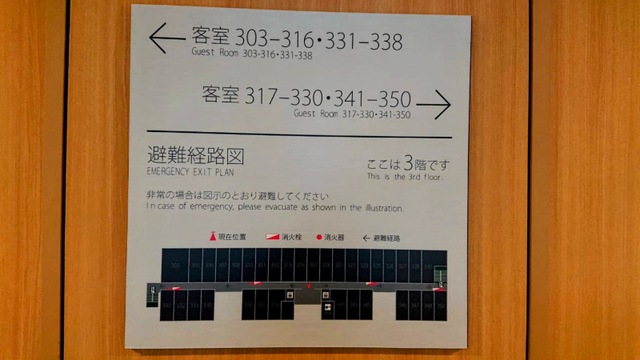 客室 303-316・331-338
Guest Room 303-316・331-338
客室 317-330・341-350
Guest Room 317-330・341-350
避難経路図
EMERGENCY EXIT PLAN
ここは3階です
This is the 3rd floor.
非常の場合は図示のとおり避難してください
In case of emergency, please evacuate as shown in the illustration.
現在位置 消火栓 消火器 避難経路